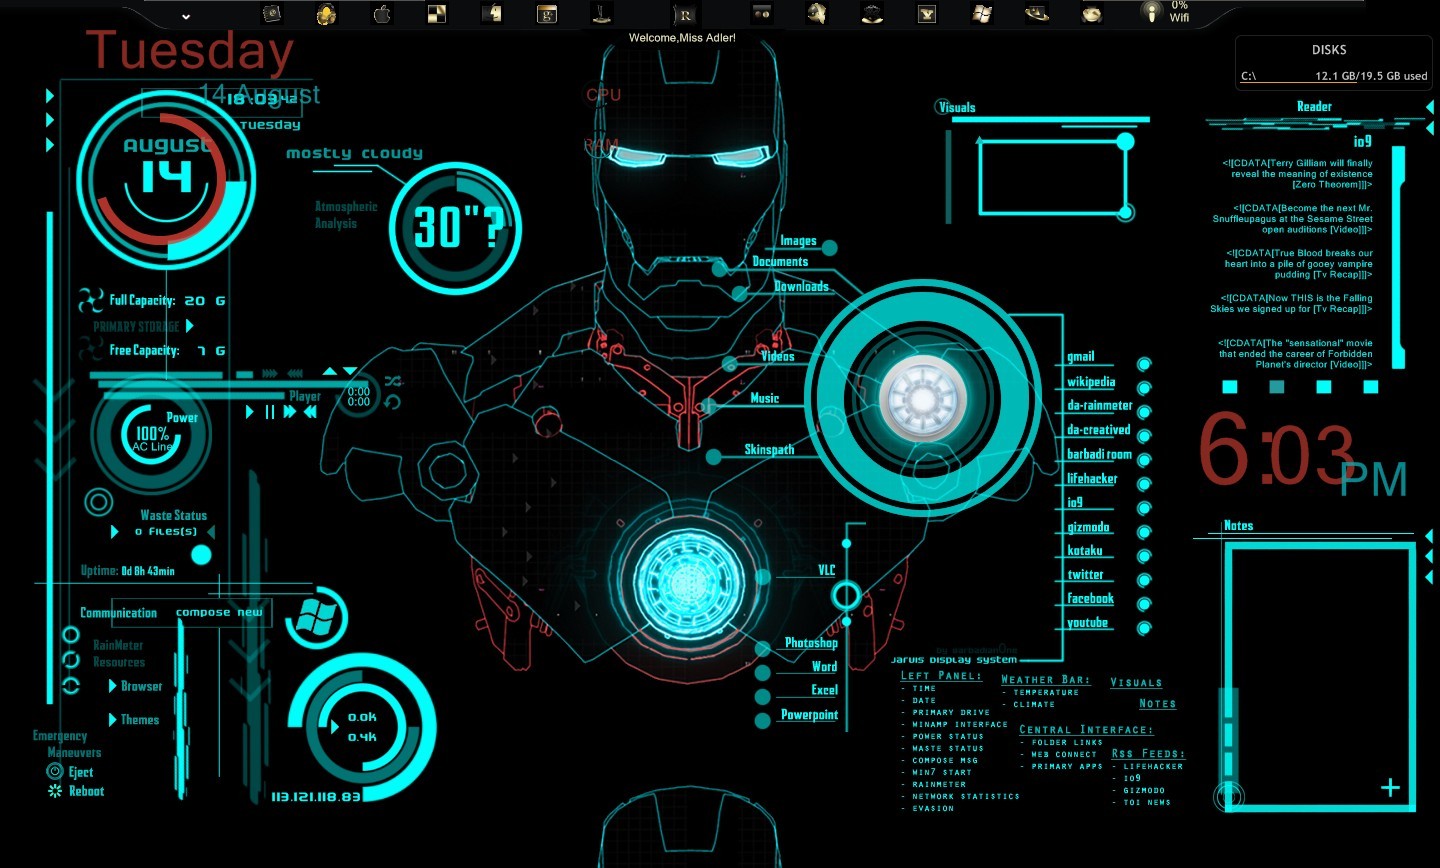 0%
Wifi
Welcome,Miss Adler!
Tuesday
14 August
18:03:42
Tuesday
August
14
mostly cloudy
Atmospheric
Analysis
30"?
CPU
RAM
Visuals
DISKS
C:\ 12.1 GB/19.5 GB used
Reader
io9
<![CDATA[Terry Gilliam will finally
reveal the meaning of existence
[Zero Theorem]]]>
<![CDATA[Become the next Mr.
Snuffleupagus at the Sesame Street
open auditions [Video]]]>
<![CDATA[True Blood breaks our
heart into a pile of gooey vampire
pudding [Tv Recap]]]>
<![CDATA[Now THIS is the Falling
Skies we signed up for [Tv Recap]]]>
<![CDATA[The "sensational" movie
that ended the career of Forbidden
Planet's director [Video]]]>
Full Capacity: 20 G
PRIMARY STORAGE
Free Capacity: 7 G
Player
0:00
0:00
Power
100%
AC Line
Waste Status
0 Files(s)
Uptime: 0d 0h 43min
Communication
compose new
RainMeter
Resources
Browser
Themes
Emergency
Maneuvers
Eject
Reboot
0.0k
0.4k
113.121.118.83
Images
Documents
Downloads
Videos
Music
Skinspath
VLC
Photoshop
Word
Excel
Powerpoint
gmail
wikipedia
da-rainmeter
da-creatived
barbadi room
lifehacker
io9
gizmodo
kotaku
twitter
Facebook
youtube
Jarvis Display System
Left Panel:
- Time
- Date
- Primary Drive
- Winamp Interface
- Power Status
- Waste Status
- Compose Msg
- Win7 Start
- Rainmeter
- Network Statistics
- Evasion
Weather Bar:
- Temperature
- Climate
Visuals
Notes
Central Interface:
- Folder Links
- Web Connect
- Primary Apps
Rss Feeds:
- Lifehacker
- io9
- Gizmodo
- Toi News
6:03
PM
Notes